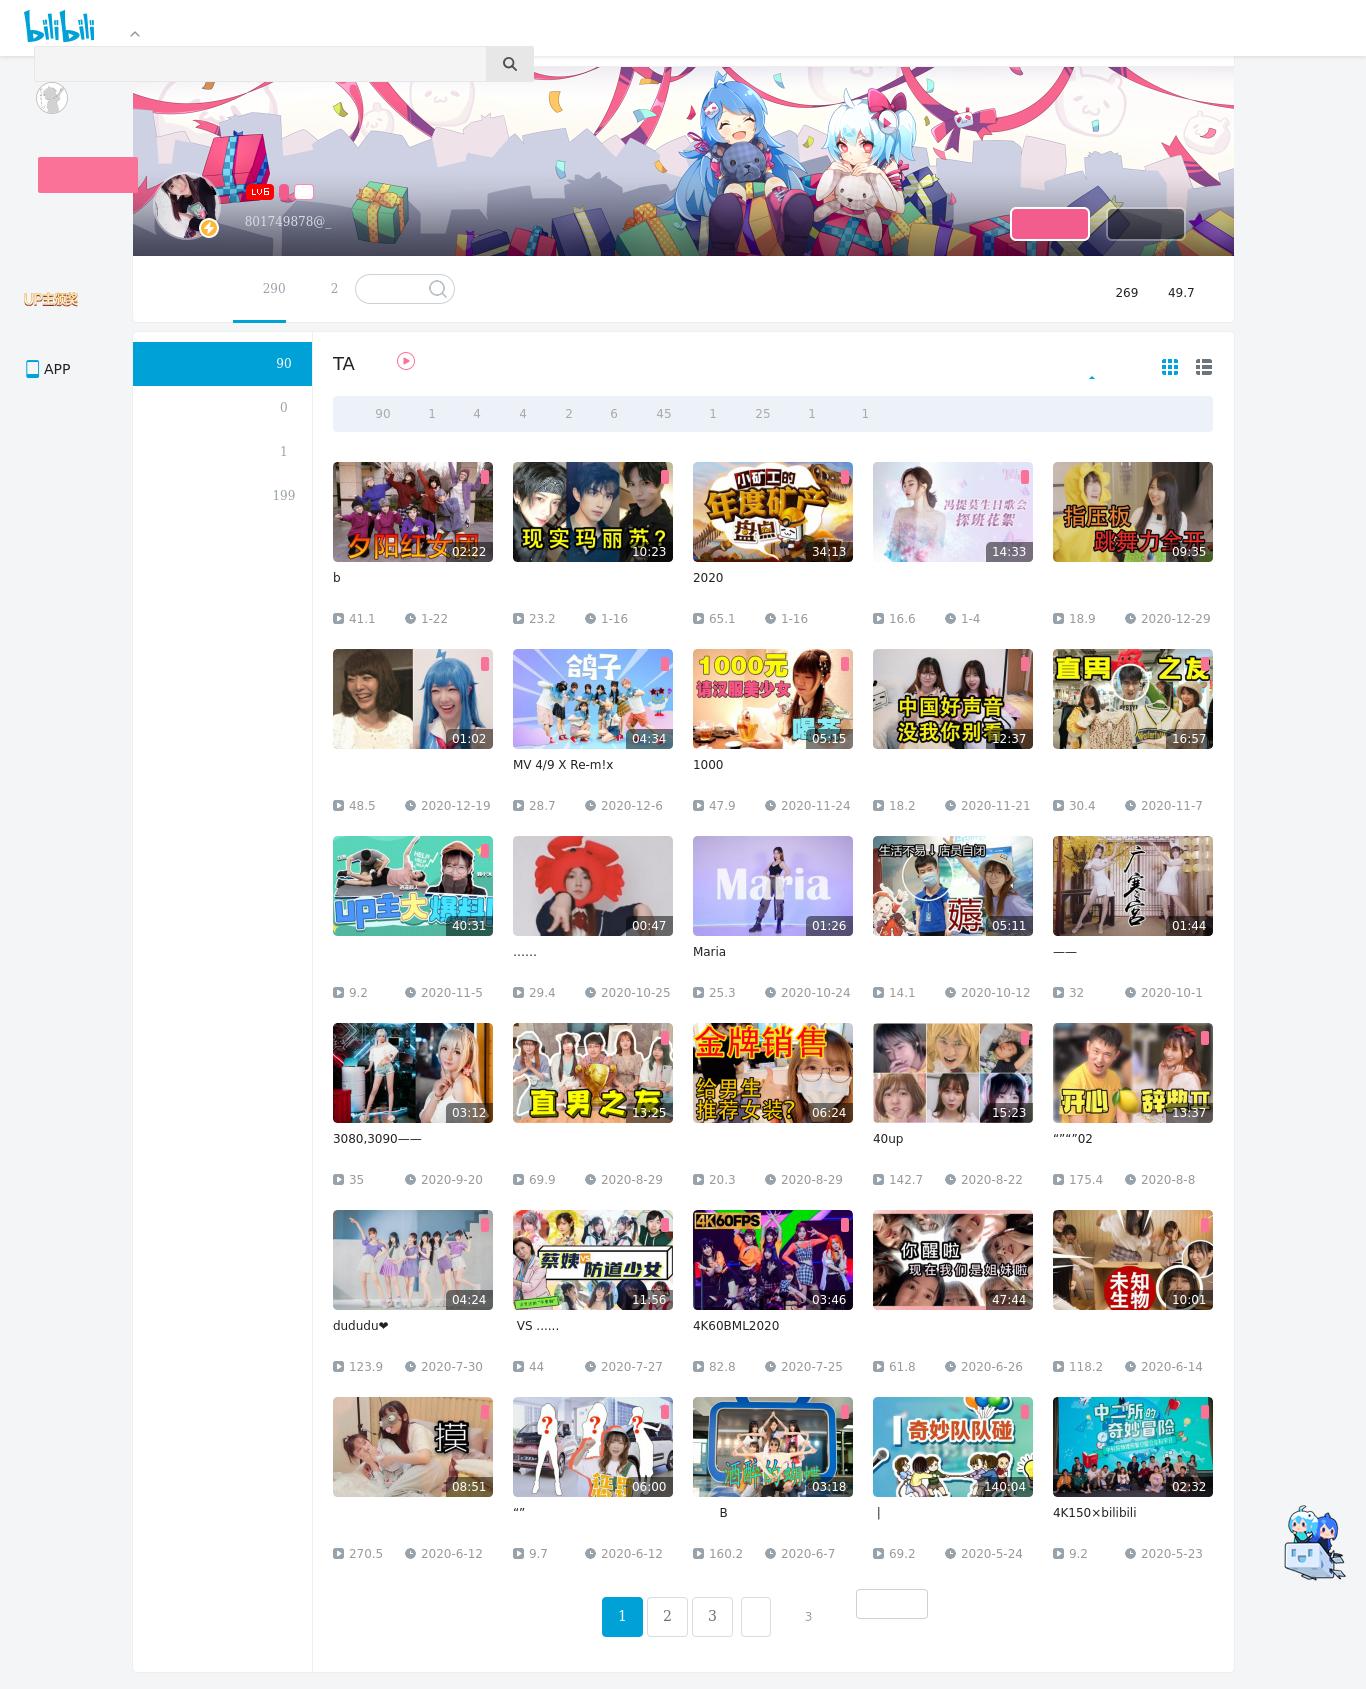 bilibili
LV6
801749878@_
290
2
269
49.7
UP主颁奖
APP
90
0
1
199
TA
90 1 4 4 2 6 45 1 25 1 1
夕阳红女团
02:22
现实玛丽苏？
10:23
小矿工的
年度矿产
盘点
34:13
冯提莫生日歌会
探班花絮
14:33
指压板
跳舞力全开
09:35
b
2020
41.1 1-22
23.2 1-16
65.1 1-16
16.6 1-4
18.9 2020-12-29
01:02
鸽子
04:34
1000元
请汉服美少女
喝茶
05:15
中国好声音
没我你别看
12:37
直男之友
16:57
MV 4/9 X Re-m!x
1000
48.5 2020-12-19
28.7 2020-12-6
47.9 2020-11-24
18.2 2020-11-21
30.4 2020-11-7
up主大爆料
40:31
00:47
Maria
01:26
生活不易↓店员自闭
薅
05:11
广寒宫
01:44
......
Maria
——
9.2 2020-11-5
29.4 2020-10-25
25.3 2020-10-24
14.1 2020-10-12
32 2020-10-1
03:12
直男之友
13:25
金牌销售
给男生
推荐女装?
06:24
15:23
开心
13:37
3080,3090——
40up
“”“”02
35 2020-9-20
69.9 2020-8-29
20.3 2020-8-29
142.7 2020-8-22
175.4 2020-8-8
04:24
蔡姨
VS
防道少女
11:56
4K60FPS
03:46
你醒啦
现在我们是姐妹啦
47:44
未知
生物
10:01
dududu❤
VS ......
4K60BML2020
123.9 2020-7-30
44 2020-7-27
82.8 2020-7-25
61.8 2020-6-26
118.2 2020-6-14
摸
08:51
? ? ?
06:00
酒醉的蝴蝶
03:18
奇妙队队碰
140:04
中二所的
奇妙冒险
02:32
“”
B
|
4K150×bilibili
270.5 2020-6-12
9.7 2020-6-12
160.2 2020-6-7
69.2 2020-5-24
9.2 2020-5-23
1 2 3 3